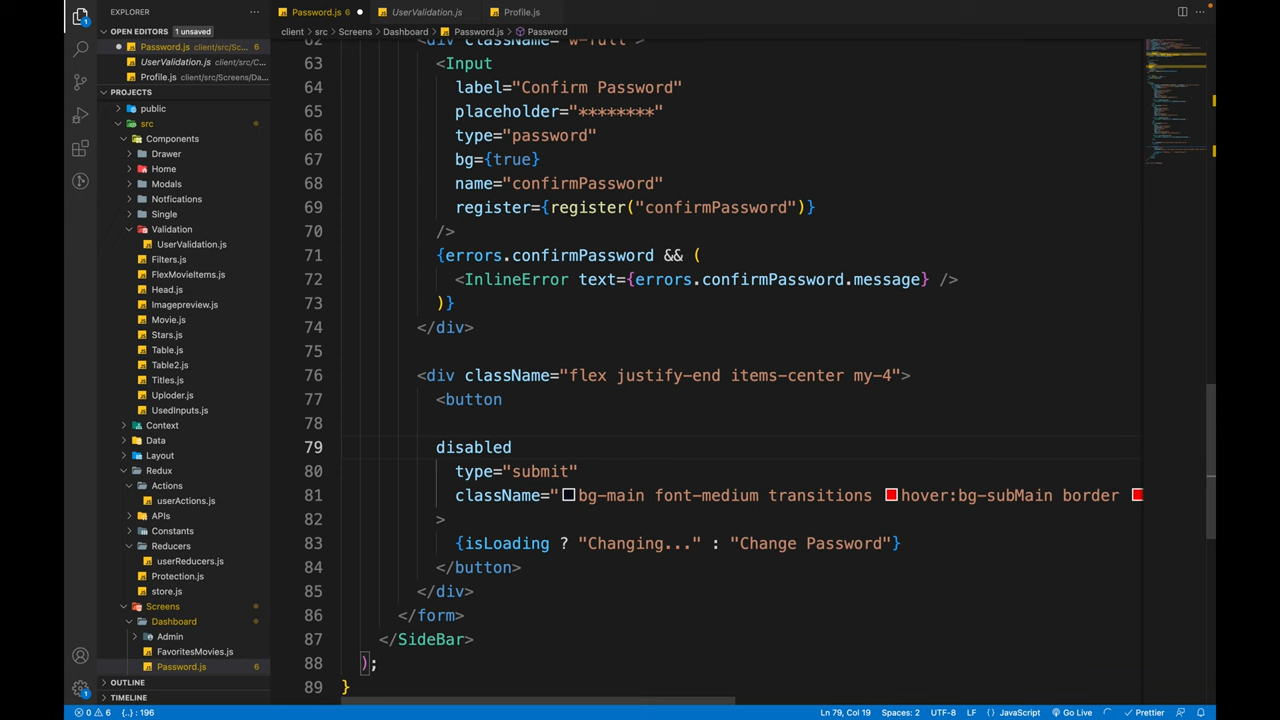 EXPLORER
OPEN EDITORS 1 unsaved
Password.js client/src/Sc... 6
UserValidation.js client/src/C...
Profile.js client/src/Screens/Da...
PROJECTS
public
src
Components
Drawer
Home
Modals
Notfications
Single
Validation
UserValidation.js
Filters.js
FlexMovieItems.js
Head.js
Imagepreview.js
Movie.js
Stars.js
Table.js
Table2.js
Titles.js
Uploder.js
UsedInputs.js
Context
Data
Layout
Redux
Actions
userActions.js
APIs
Constants
Reducers
userReducers.js
Protection.js
store.js
Screens
Dashboard
Admin
FavoritesMovies.js
Password.js 6
OUTLINE
TIMELINE
Password.js 6 UserValidation.js Profile.js
client > src > Screens > Dashboard > Password.js > Password
62 <div className="w-full">
63 <Input
64 label="Confirm Password"
65 placeholder="********"
66 type="password"
67 bg={true}
68 name="confirmPassword"
69 register={register("confirmPassword")}
70 />
71 {errors.confirmPassword && (
72 <InlineError text={errors.confirmPassword.message} />
73 )}
74 </div>
75
76 <div className="flex justify-end items-center my-4">
77 <button
78
79 disabled
80 type="submit"
81 className="bg-main font-medium transitions hover:bg-subMain border
82 >
83 {isLoading ? "Changing..." : "Change Password"}
84 </button>
85 </div>
86 </form>
87 </SideBar>
88 );
89 }
0 6 {..} : 196 Ln 79, Col 19 Spaces: 2 UTF-8 LF {} JavaScript Go Live Prettier